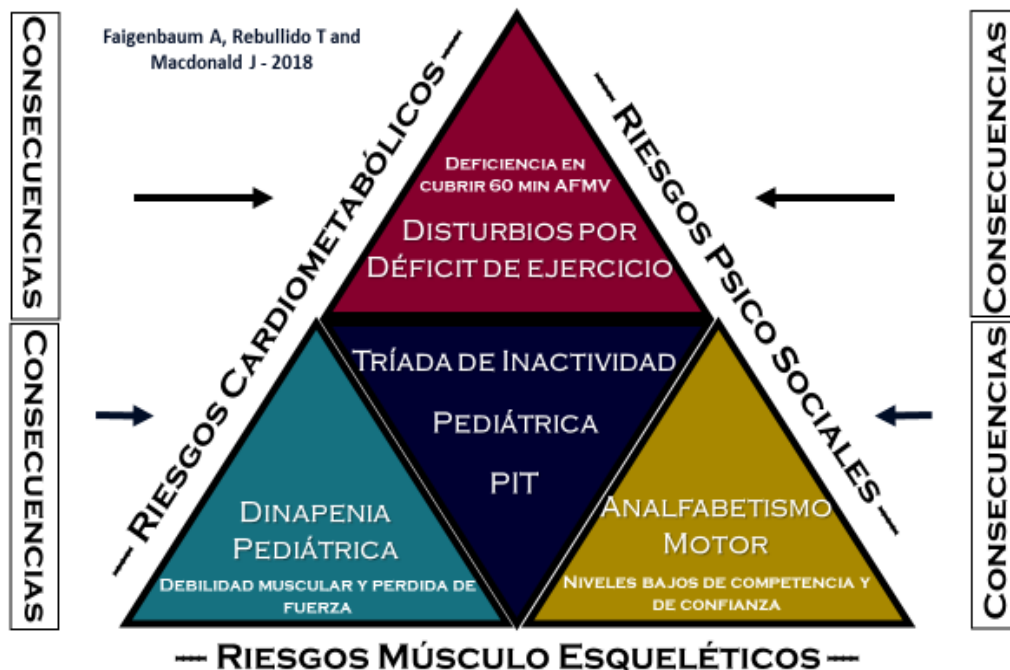 Faigenbaum A, Rebullido T and
Macdonald J - 2018
CONSECUENCIAS
CONSECUENCIAS
--- RIESGOS CARDIOMETABÓLICOS ---
DEFICIENCIA EN
CUBRIR 60 MIN AFMV
DISTURBIOS POR
DÉFICIT DE EJERCICIO
TRÍADA DE INACTIVIDAD
PEDIÁTRICA
PIT
DINAPENIA
PEDIÁTRICA
DEBILIDAD MUSCULAR Y PERDIDA DE
FUERZA
ANALFABETISMO
MOTOR
NIVELES BAJOS DE COMPETENCIA Y
DE CONFIANZA
--- RIESGOS PSICO SOCIALES ---
CONSECUENCIAS
CONSECUENCIAS
--- RIESGOS MÚSCULO ESQUELÉTICOS ---